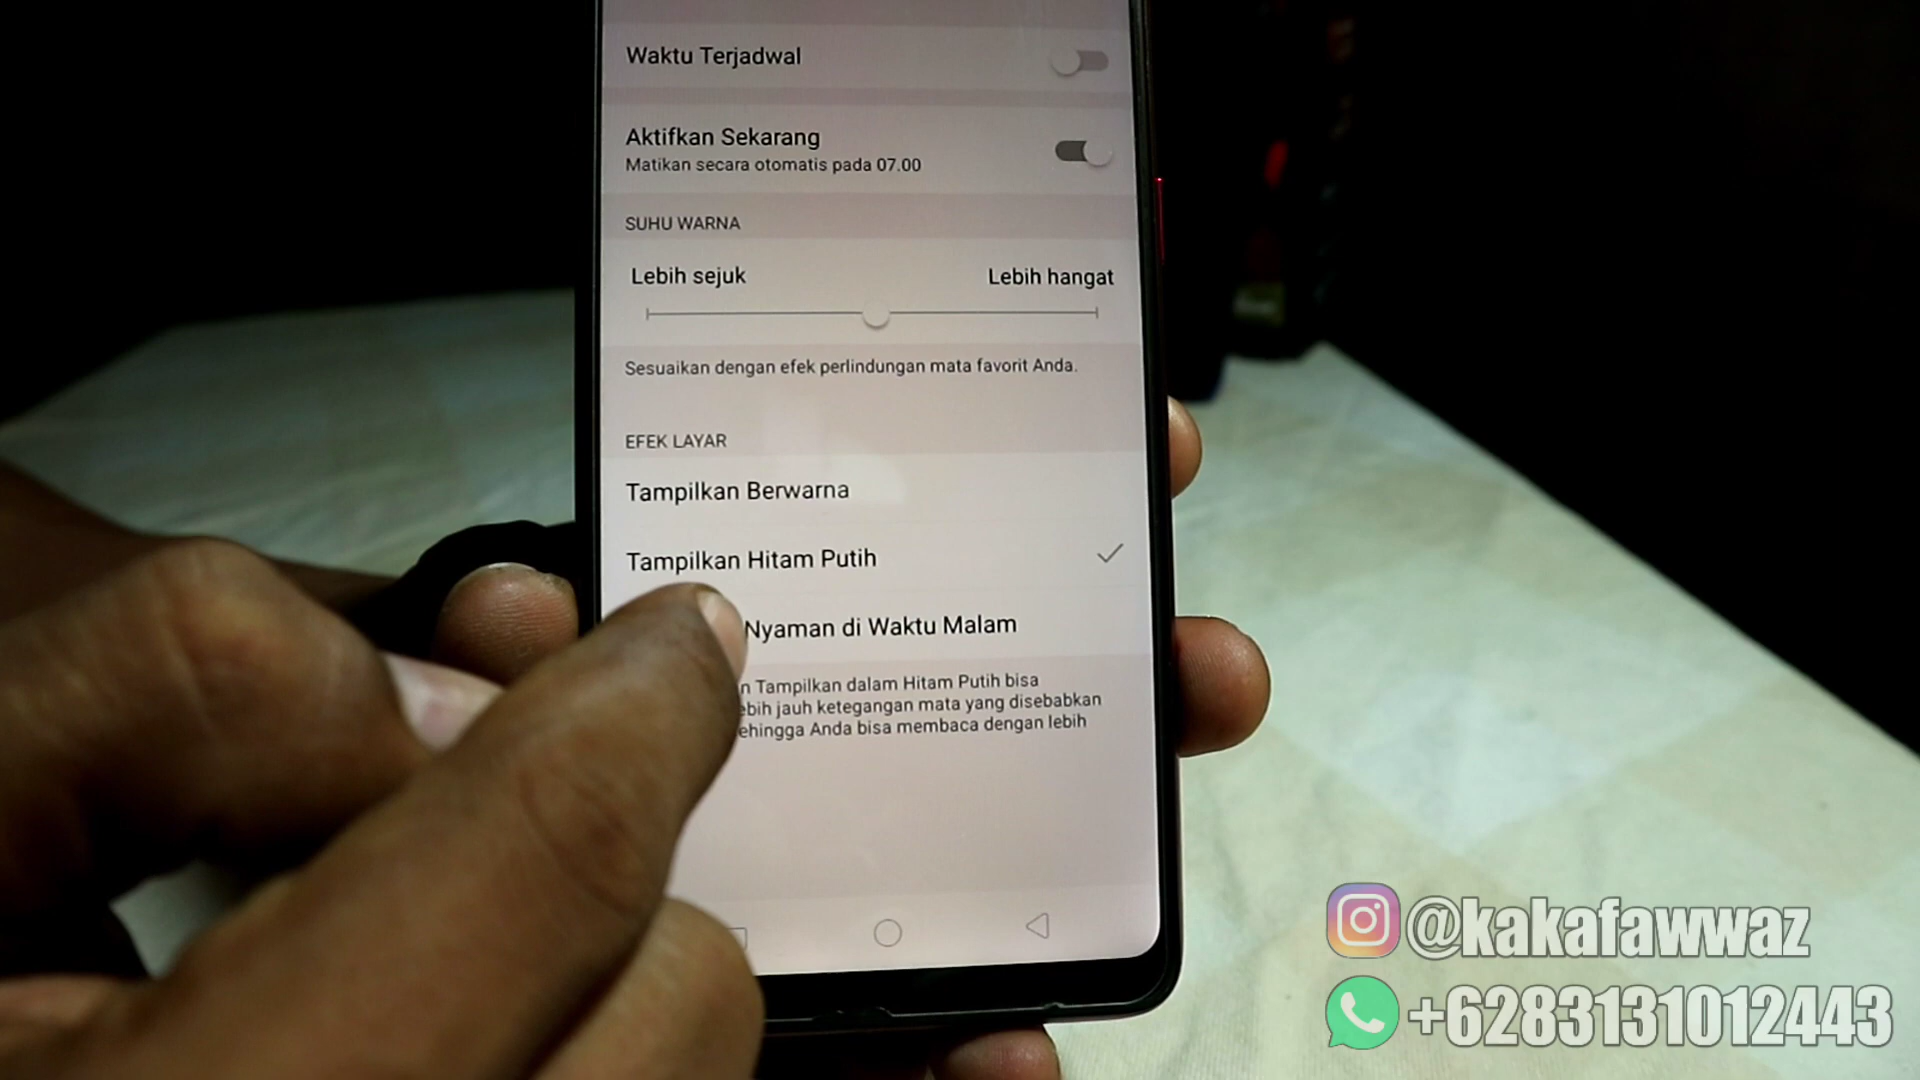 Waktu Terjadwal
Aktifkan Sekarang
Matikan secara otomatis pada 07.00
SUHU WARNA
Lebih sejuk
Lebih hangat
Sesuaikan dengan efek perlindungan mata favorit Anda.
EFEK LAYAR
Tampilkan Berwarna
Tampilkan Hitam Putih
Nyaman di Waktu Malam
Tampilkan dalam Hitam Putih bisa
jauh ketegangan mata yang disebabkan
Anda bisa membaca dengan lebih
@kakafawwaz
+6283131012443